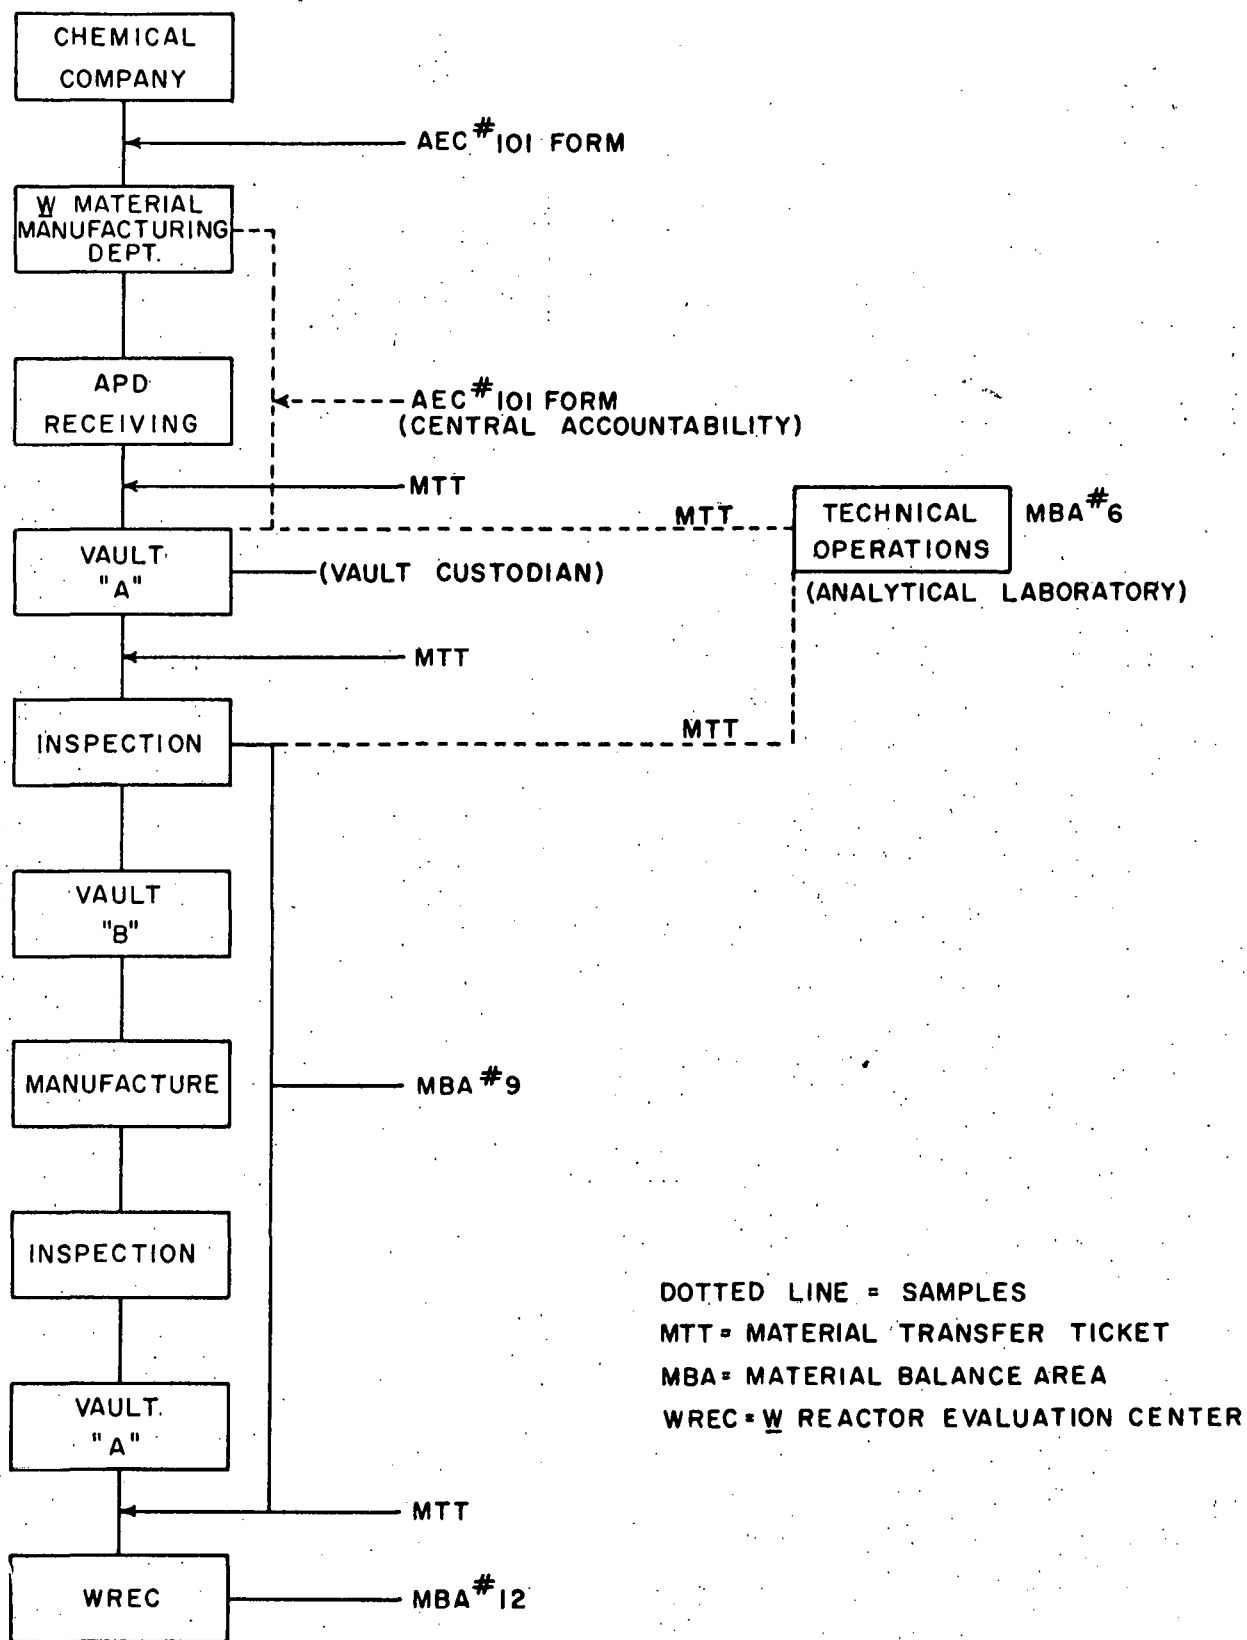 CHEMICAL
COMPANY
AEC #101 FORM
W MATERIAL
MANUFACTURING
DEPT.
APD
RECEIVING
AEC #101 FORM
(CENTRAL ACCOUNTABILITY)
MTT
VAULT
"A"
(VAULT CUSTODIAN)
MTT
TECHNICAL
OPERATIONS
MBA #6
(ANALYTICAL LABORATORY)
MTT
INSPECTION
MTT
VAULT
"B"
MANUFACTURE
MBA #9
INSPECTION
VAULT
"A"
MTT
WREC
MBA #12
DOTTED LINE = SAMPLES
MTT = MATERIAL TRANSFER TICKET
MBA = MATERIAL BALANCE AREA
WREC = W REACTOR EVALUATION CENTER